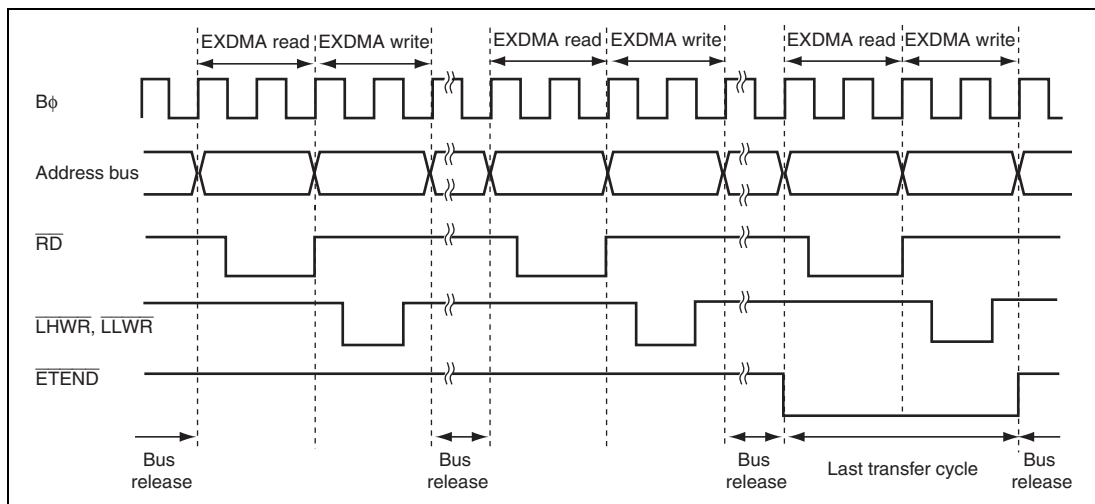 EXDMA read EXDMA write EXDMA read EXDMA write EXDMA read EXDMA write
Bϕ
Address bus
RD
LHWR, LLWR
ETEND
Bus release
Bus release
Bus release
Last transfer cycle
Bus release